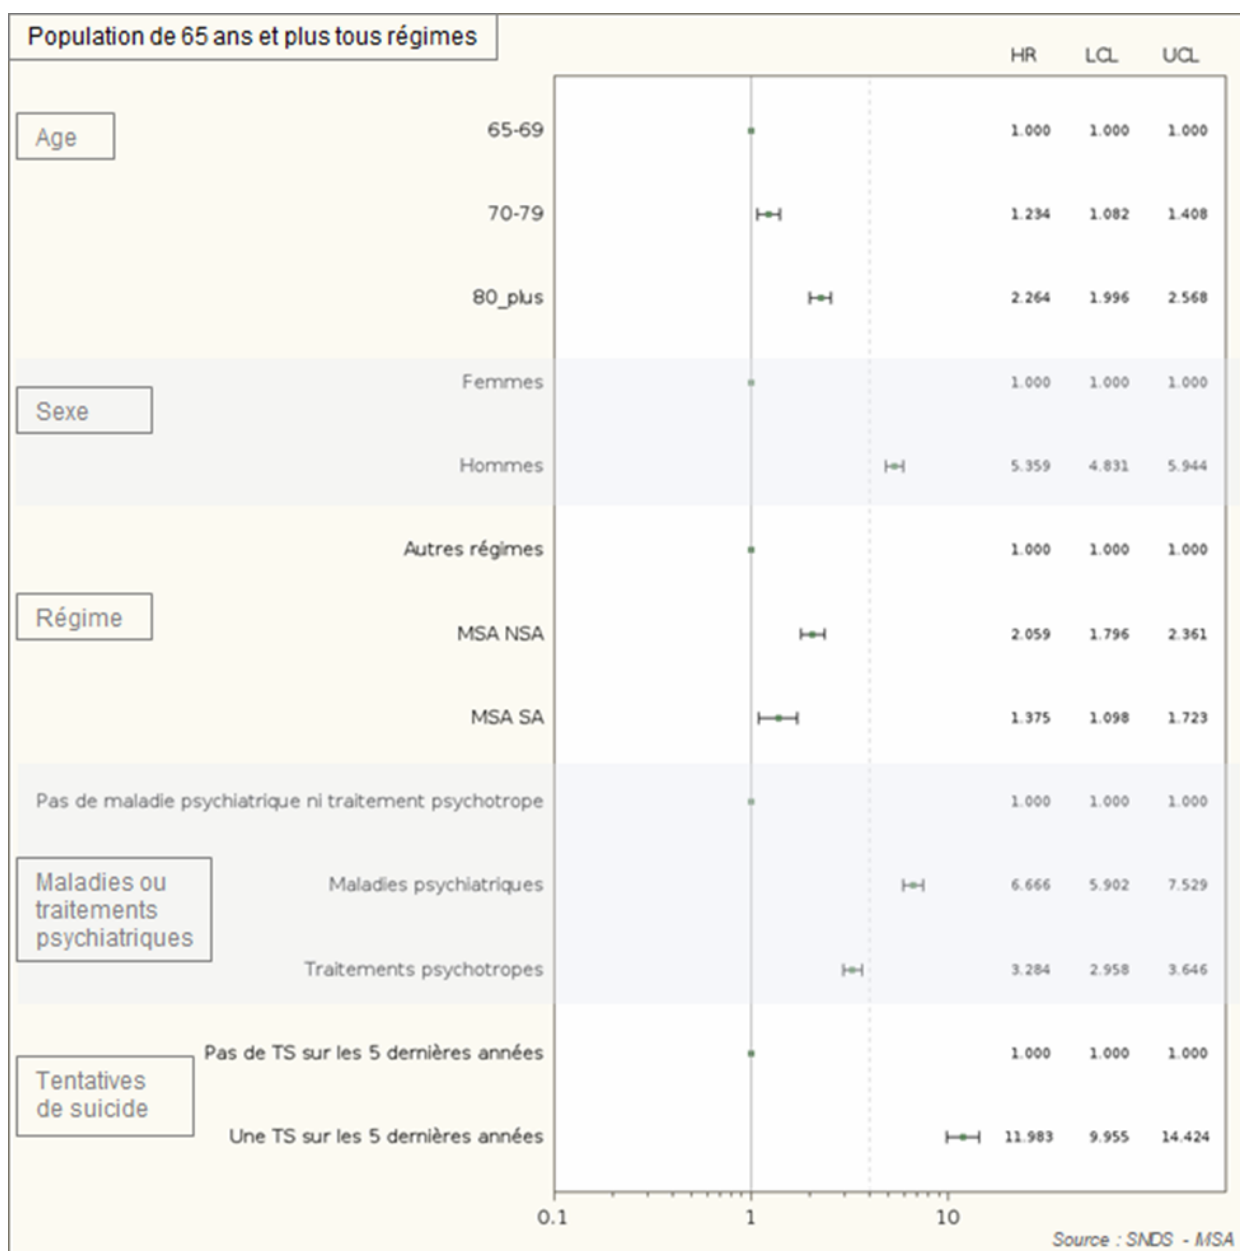 Population de 65 ans et plus tous régimes
HR LCL UCL
Age
65-69 1.000 1.000 1.000
70-79 1.234 1.082 1.408
80_plus 2.264 1.996 2.568
Sexe
Femmes 1.000 1.000 1.000
Hommes 5.359 4.831 5.944
Régime
Autres régimes 1.000 1.000 1.000
MSA NSA 2.059 1.796 2.361
MSA SA 1.375 1.098 1.723
Maladies ou
traitements
psychiatriques
Pas de maladie psychiatrique ni traitement psychotrope 1.000 1.000 1.000
Maladies psychiatriques 6.666 5.902 7.529
Traitements psychotropes 3.284 2.958 3.646
Tentatives
de suicide
Pas de TS sur les 5 dernières années 1.000 1.000 1.000
Une TS sur les 5 dernières années 11.983 9.955 14.424
0.1 1 10
Source : SNDS - MSA